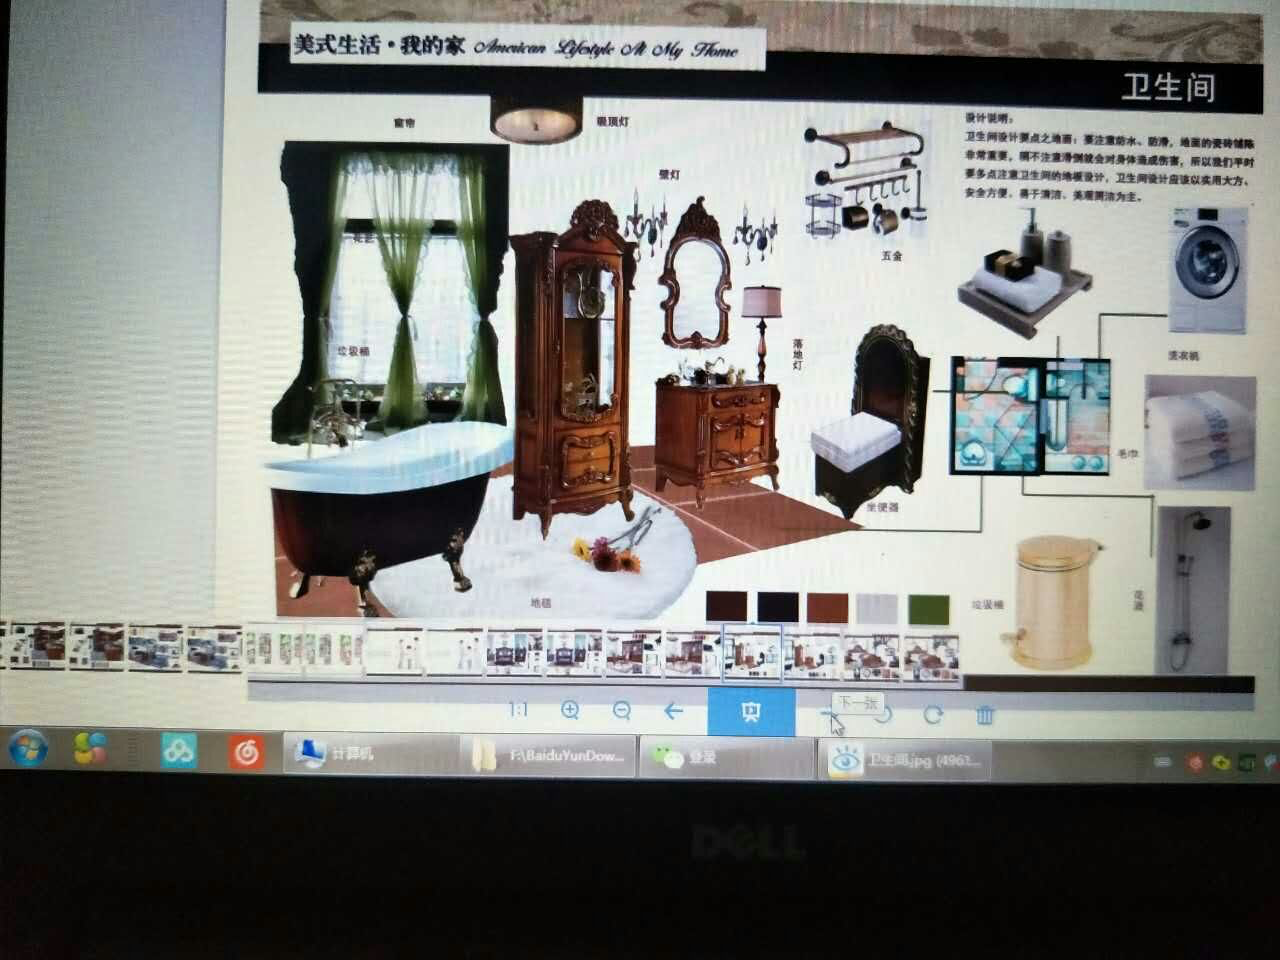 美式生活·我的家 American Lifestyle At My Home
卫生间
窗帘
吸顶灯
设计说明：
卫生间设计要点之地面：要注意防水、防滑，地面的瓷砖铺除
非常重要，稍不注意滑倒就会对身体造成伤害，所以我们平时
要多点注意卫生间的地板设计，卫生间设计应该以实用大方、
安全方便，易于清洁、美观简洁为主。
壁灯
五金
花艺
垃圾桶
落地灯
洗衣机
毛巾
坐便器
地毯
垃圾桶
花洒
1:1
下一张
计算机
F:\BaiduYunDow...
登录
卫生间.jpg (4961...
DELL